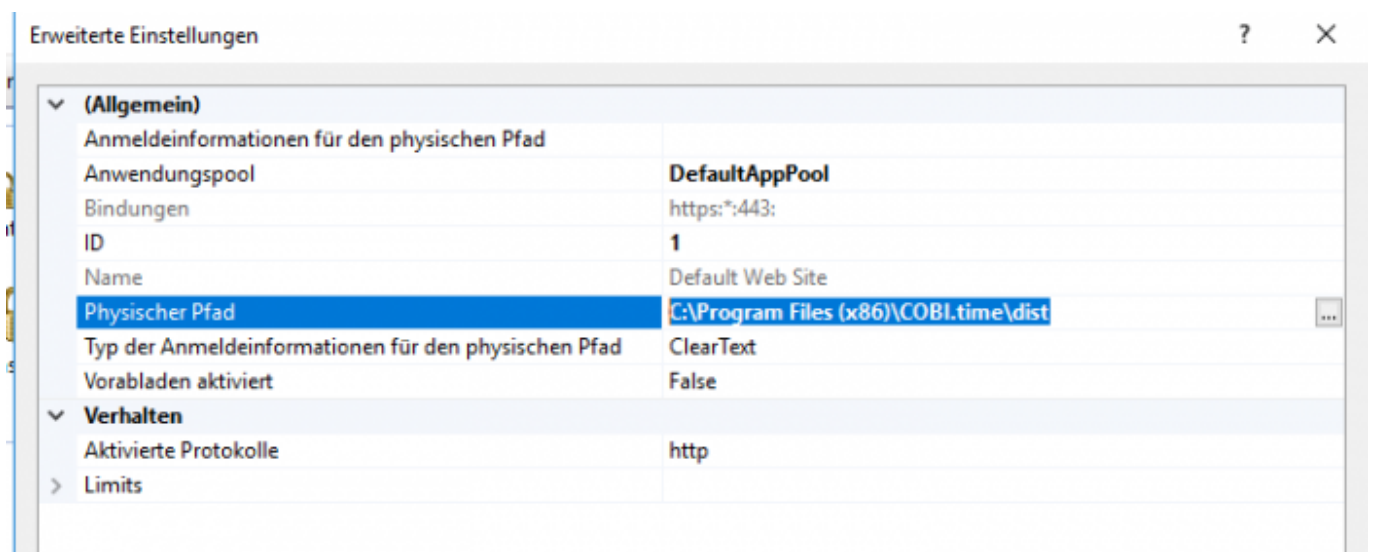 Erweiterte Einstellungen ? ×
(Allgemein)
Anmeldeinformationen für den physischen Pfad
Anwendungspool DefaultAppPool
Bindungen https:*:443:
ID 1
Name Default Web Site
Physischer Pfad C:\Program Files (x86)\COBI.time\dist ...
Typ der Anmeldeinformationen für den physischen Pfad ClearText
Vorabladen aktiviert False
Verhalten
Aktivierte Protokolle http
Limits